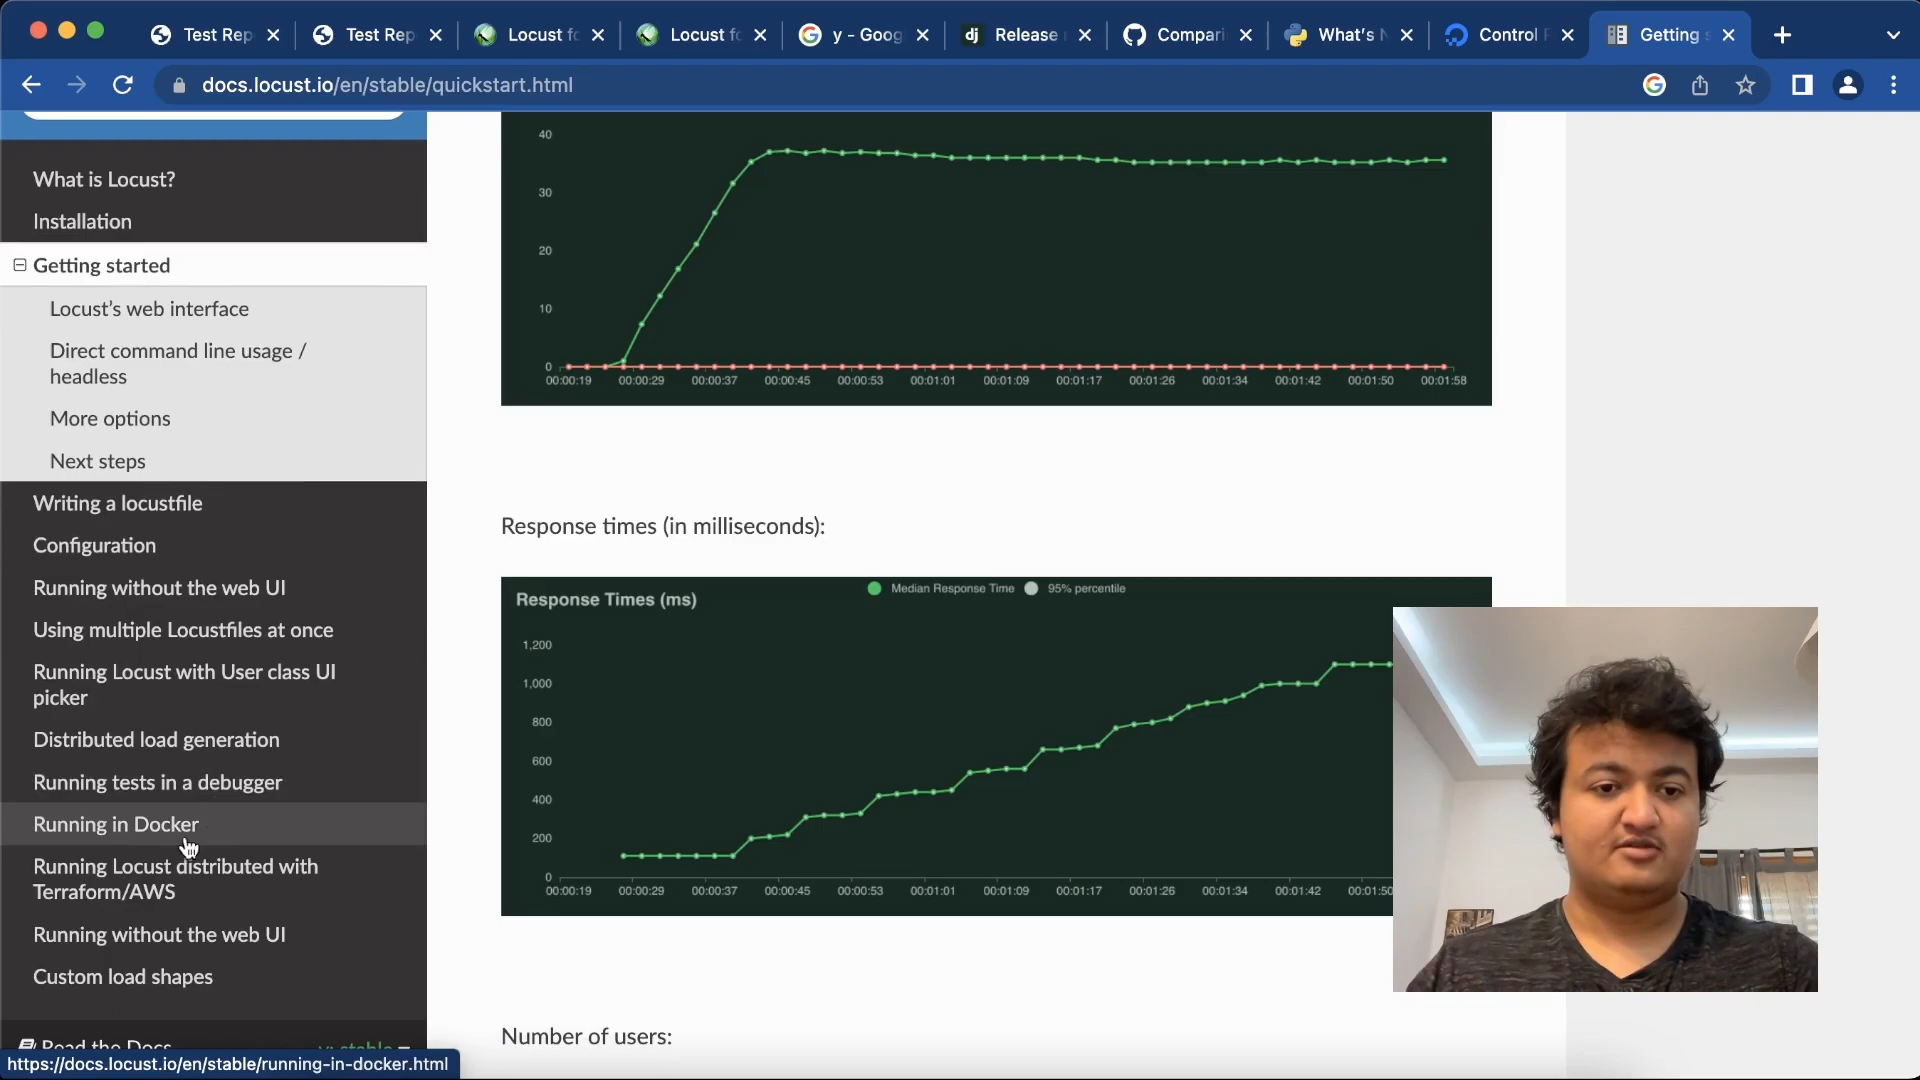 Test Rep
Test Rep
Locust fo
Locust fo
y - Goog
Release
Compari
What's N
Control P
Getting s
docs.locust.io/en/stable/quickstart.html
What is Locust?
Installation
Getting started
Locust's web interface
Direct command line usage /
headless
More options
Next steps
Writing a locustfile
Configuration
Running without the web UI
Using multiple Locustfiles at once
Running Locust with User class UI
picker
Distributed load generation
Running tests in a debugger
Running in Docker
Running Locust distributed with
Terraform/AWS
Running without the web UI
Custom load shapes
Read the Docs
v: stable
https://docs.locust.io/en/stable/running-in-docker.html
40
30
20
10
0
00:00:19 00:00:29 00:00:37 00:00:45 00:00:53 00:01:01 00:01:09 00:01:17 00:01:26 00:01:34 00:01:42 00:01:50 00:01:58
Response times (in milliseconds):
Response Times (ms)
Median Response Time 95% percentile
1,200
1,000
800
600
400
200
0
00:00:19 00:00:29 00:00:37 00:00:45 00:00:53 00:01:01 00:01:09 00:01:17 00:01:26 00:01:34 00:01:42 00:01:50
Number of users: